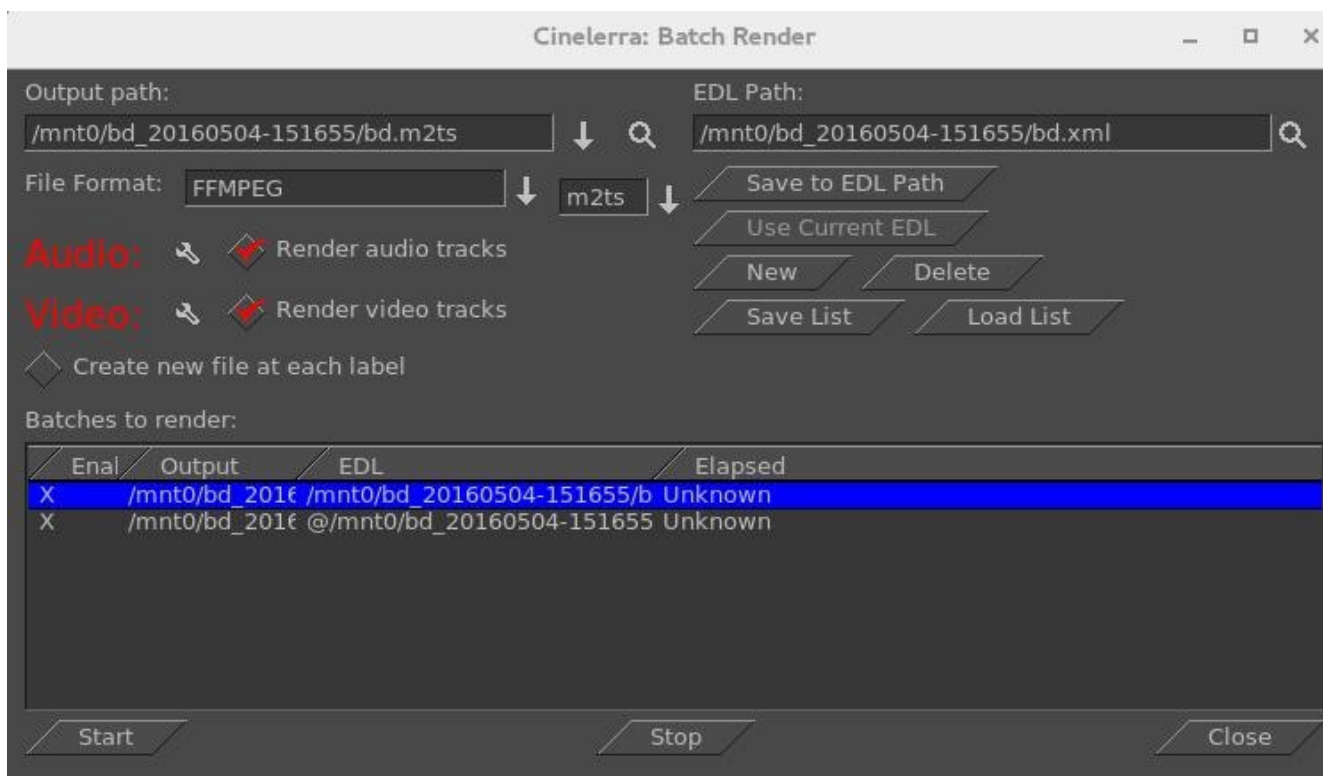 Cinelerra: Batch Render
Output path:
EDL Path:
/mnt0/bd_20160504-151655/bd.m2ts
/mnt0/bd_20160504-151655/bd.xml
File Format:
FFMPEG
m2ts
Save to EDL Path
Use Current EDL
Audio:
Render audio tracks
New
Delete
Video:
Render video tracks
Save List
Load List
Create new file at each label
Batches to render:
Enal Output EDL Elapsed
X /mnt0/bd_2016 /mnt0/bd_20160504-151655/b Unknown
X /mnt0/bd_2016 @/mnt0/bd_20160504-151655 Unknown
Start
Stop
Close